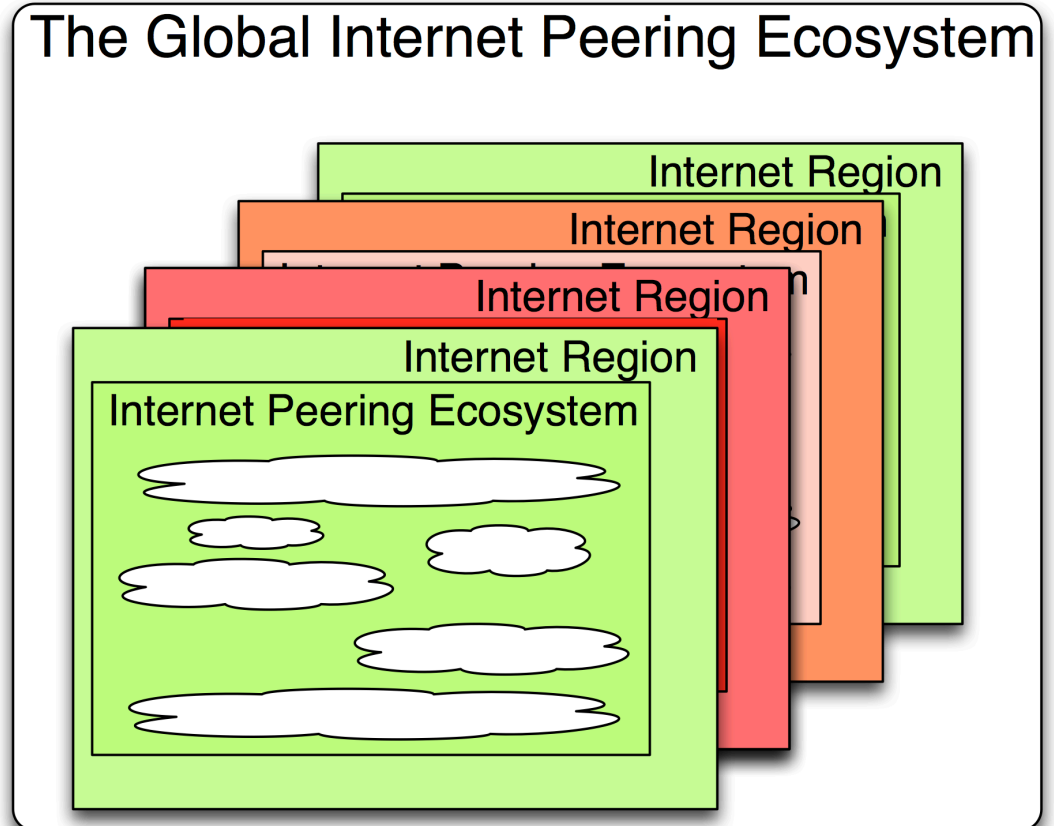 The Global Internet Peering Ecosystem
Internet Region
Internet Region
Internet Region
Internet Region
Internet Peering Ecosystem